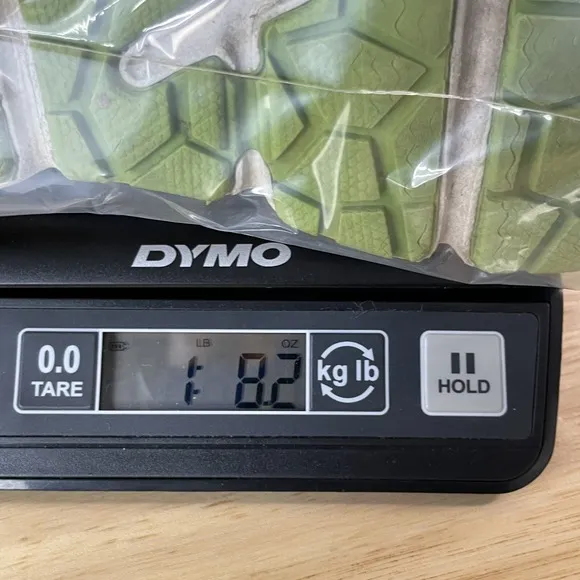 DYMO
0.0
TARE
LB OZ
1: 8.2
kg lb
HOLD